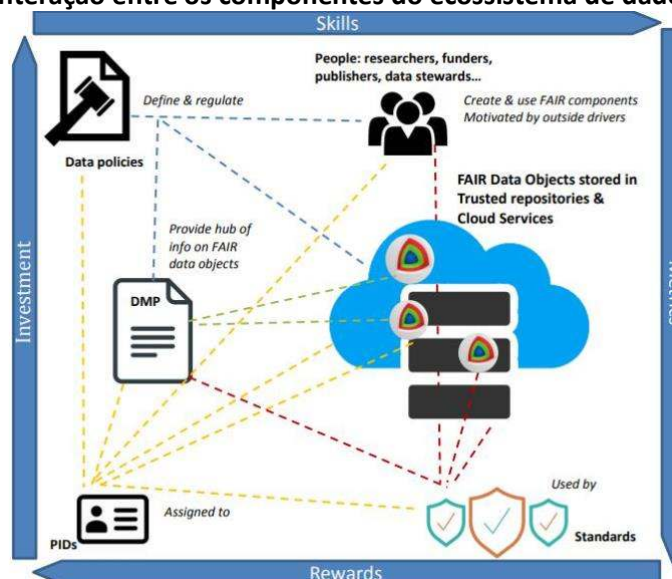 nteração entre os componentes do ecossistema de dado
Skills
People: researchers, funders,
publishers, data stewards…
Define & regulate
Create & use FAIR components
Motivated by outside drivers
Data policies
FAIR Data Objects stored in
Trusted repositories &
Cloud Services
Provide hub of
info on FAIR
data objects
Investment
DMP
Used by
Assigned to
PIDs
Standards
Rewards